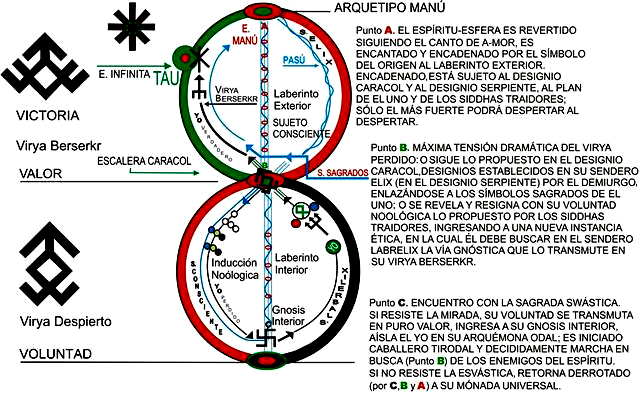 ARQUETIPO MANÚ
Punto A. EL ESPÍRITU-ESFERA ES REVERTIDO
SIGUIENDO EL CANTO DE A-MOR, ES
ENCANTADO Y ENCADENADO POR EL SÍMBOLO
DEL ORIGEN AL LABERINTO EXTERIOR.
ENCADENADO,ESTÁ SUJETO AL DESIGNIO
CARACOL Y AL DESIGNIO SERPIENTE, AL PLAN
DE EL UNO Y DE LOS SIDDHAS TRAIDORES;
SÓLO EL MÁS FUERTE PODRÁ DESPERTAR AL
DESPERTAR.
Punto B. MÁXIMA TENSIÓN DRAMÁTICA DEL VIRYA
PERDIDO: O SIGUE LO PROPUESTO EN EL DESIGNIO
CARACOL,DESIGNIOS ESTABLECIDOS EN SU SENDERO
ELIX (EN EL DESIGNIO SERPIENTE) POR EL DEMIURGO,
ENLAZÁNDOSE A LOS SÍMBOLOS SAGRADOS DE EL
UNO; O SE REVELA Y RESIGNA CON SU VOLUNTAD
NOOLÓGICA LO PROPUESTO POR LOS SIDDHAS
TRAIDORES, INGRESANDO A UNA NUEVA INSTANCIA
ÉTICA, EN LA CUAL ÉL DEBE BUSCAR EN EL SENDERO
LABRELIX LA VÍA GNÓSTICA QUE LO TRANSMUTE EN
SU VIRYA BERSERKR.
Punto C. ENCUENTRO CON LA SAGRADA SWÁSTICA.
SI RESISTE LA MIRADA, SU VOLUNTAD SE TRANSMUTA
EN PURO VALOR, INGRESA A SU GNOSIS INTERIOR,
AÍSLA EL YO EN SU ARQUÉMONA ODAL; ES INICIADO
CABALLERO TIRODAL Y DECIDIDAMENTE MARCHA EN
BUSCA (Punto B) DE LOS ENEMIGOS DEL ESPÍRITU.
SI NO RESISTE LA ESVÁSTICA, RETORNA DERROTADO
(por C,B y A) A SU MÓNADA UNIVERSAL.
E. INFINITA
TAU
VICTORIA
Virya Berserkr
ESCALERA CARACOL
VALOR
Virya Despierto
VOLUNTAD
A
E.
MANÚ
PASÚ
S
E
L
I
X
VIRYA
BERSERKR
Laberinto
Exterior
SUJETO
CONSCIENTE
YO VERDADERO
B
S. SAGRADOS
Inducción
Noológica
Laberinto
Interior
Gnosis
Interior
S.CONSCIENTE
YO